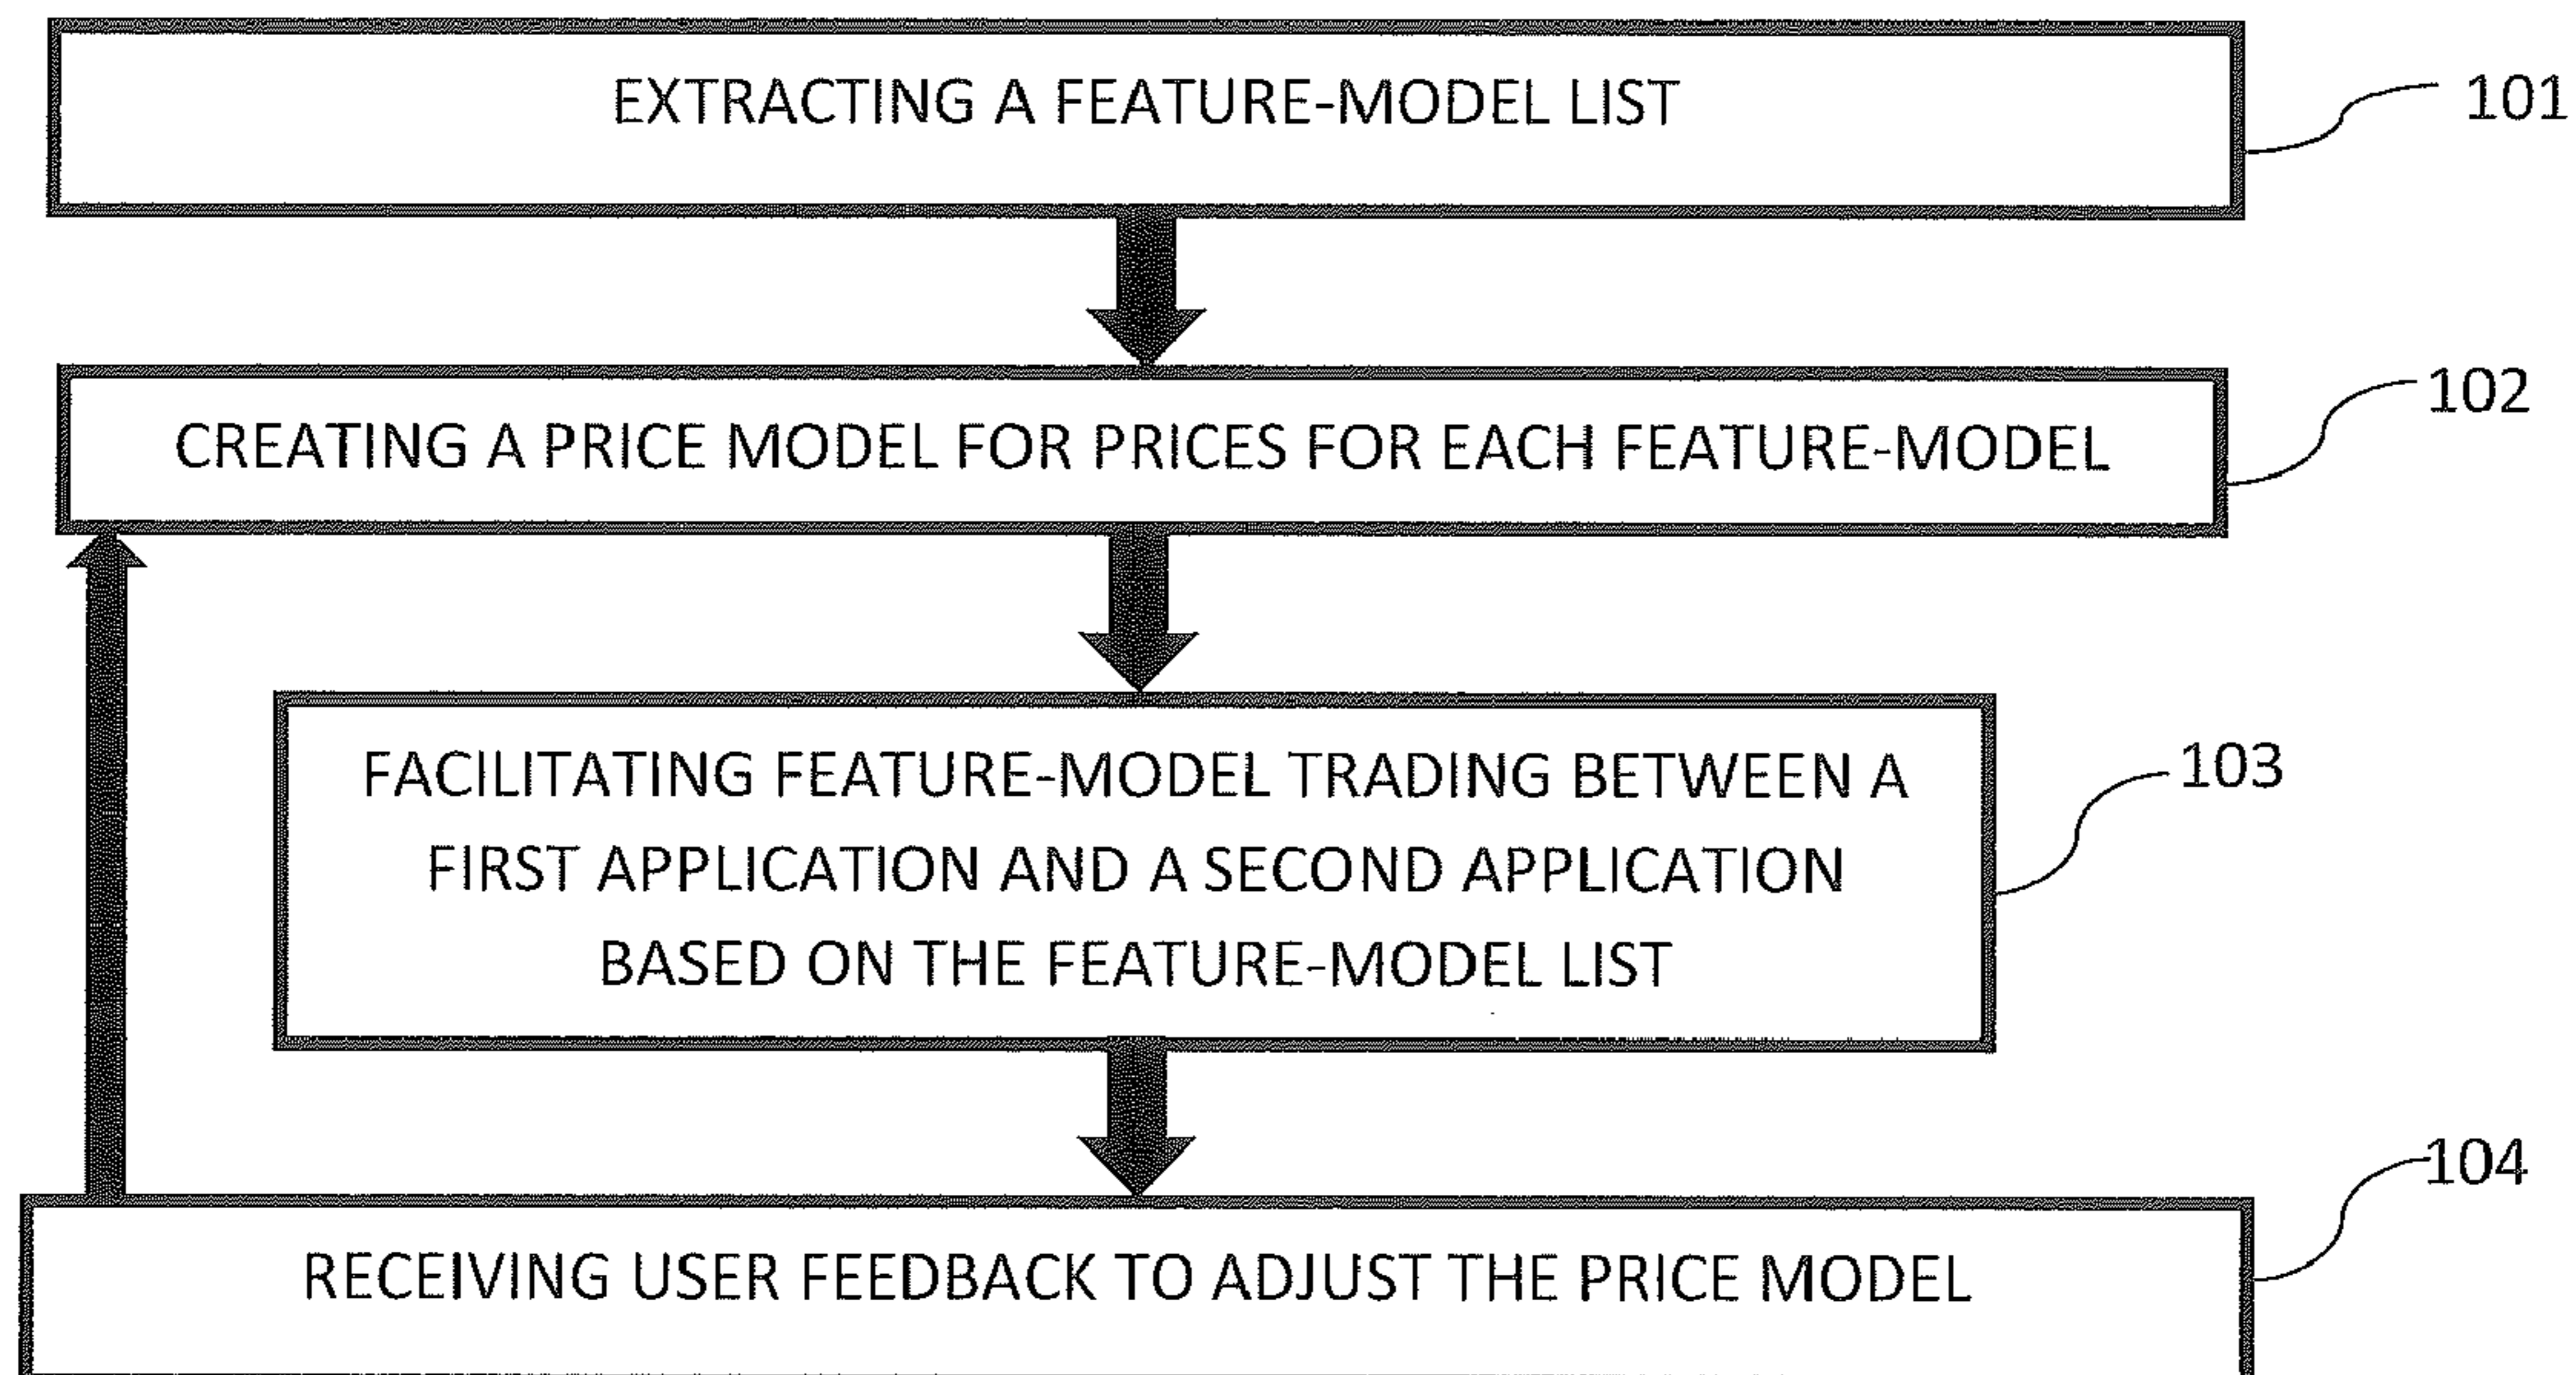 EXTRACTING A FEATURE-MODEL LIST
101
CREATING A PRICE MODEL FOR PRICES FOR EACH FEATURE-MODEL
102
FACILITATING FEATURE-MODEL TRADING BETWEEN A
FIRST APPLICATION AND A SECOND APPLICATION
BASED ON THE FEATURE-MODEL LIST
103
RECEIVING USER FEEDBACK TO ADJUST THE PRICE MODEL
104